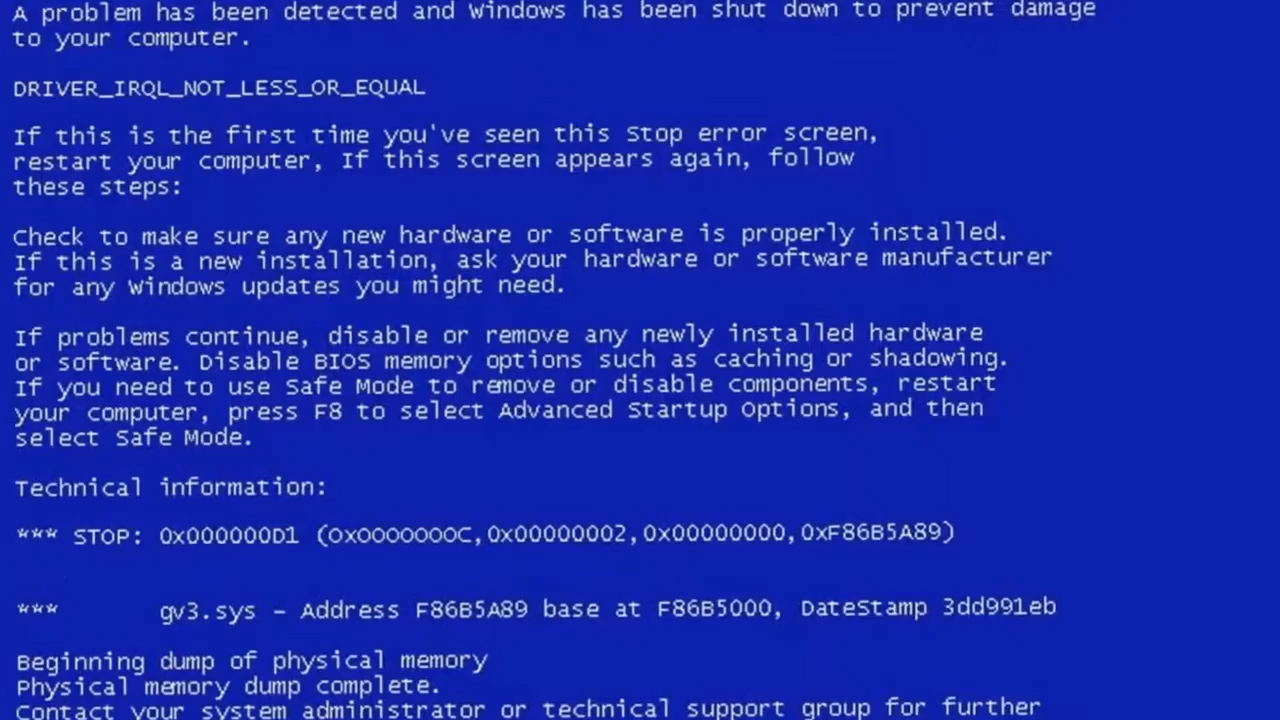 A problem has been detected and Windows has been shut down to prevent damage
to your computer.
DRIVER_IRQL_NOT_LESS_OR_EQUAL
If this is the first time you've seen this Stop error screen,
restart your computer, If this screen appears again, follow
these steps:
Check to make sure any new hardware or software is properly installed.
If this is a new installation, ask your hardware or software manufacturer
for any Windows updates you might need.
If problems continue, disable or remove any newly installed hardware
or software. Disable BIOS memory options such as caching or shadowing.
If you need to use Safe Mode to remove or disable components, restart
your computer, press F8 to select Advanced Startup Options, and then
select Safe Mode.
Technical information:
*** STOP: 0x000000D1 (0x0000000C,0x00000002,0x00000000,0xF86B5A89)
*** gv3.sys – Address F86B5A89 base at F86B5000, DateStamp 3dd991eb
Beginning dump of physical memory
Physical memory dump complete.
Contact your system administrator or technical support group for further